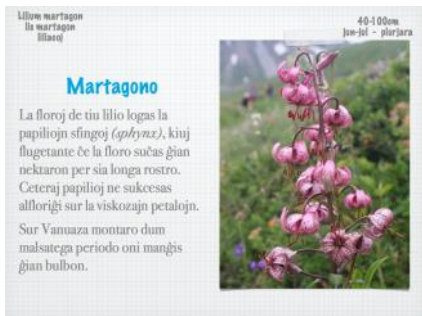 Lilium martagon
lis martagon
liliacoj
40-100cm
jun-jul - plurjara
Martagono
La floroj de tiu lilio logas la
papiliojn sfingoj (sphynx), kiuj
flugetante ĉe la floro suĉas ĝian
nektaron per sia longa rostro.
Ceteraj papilioj ne sukcesas
alfloriĝi sur la viskozajn petalojn.
Sur Vanuaza montaro dum
malsatega periodo oni manĝis
ĝian bulbon.